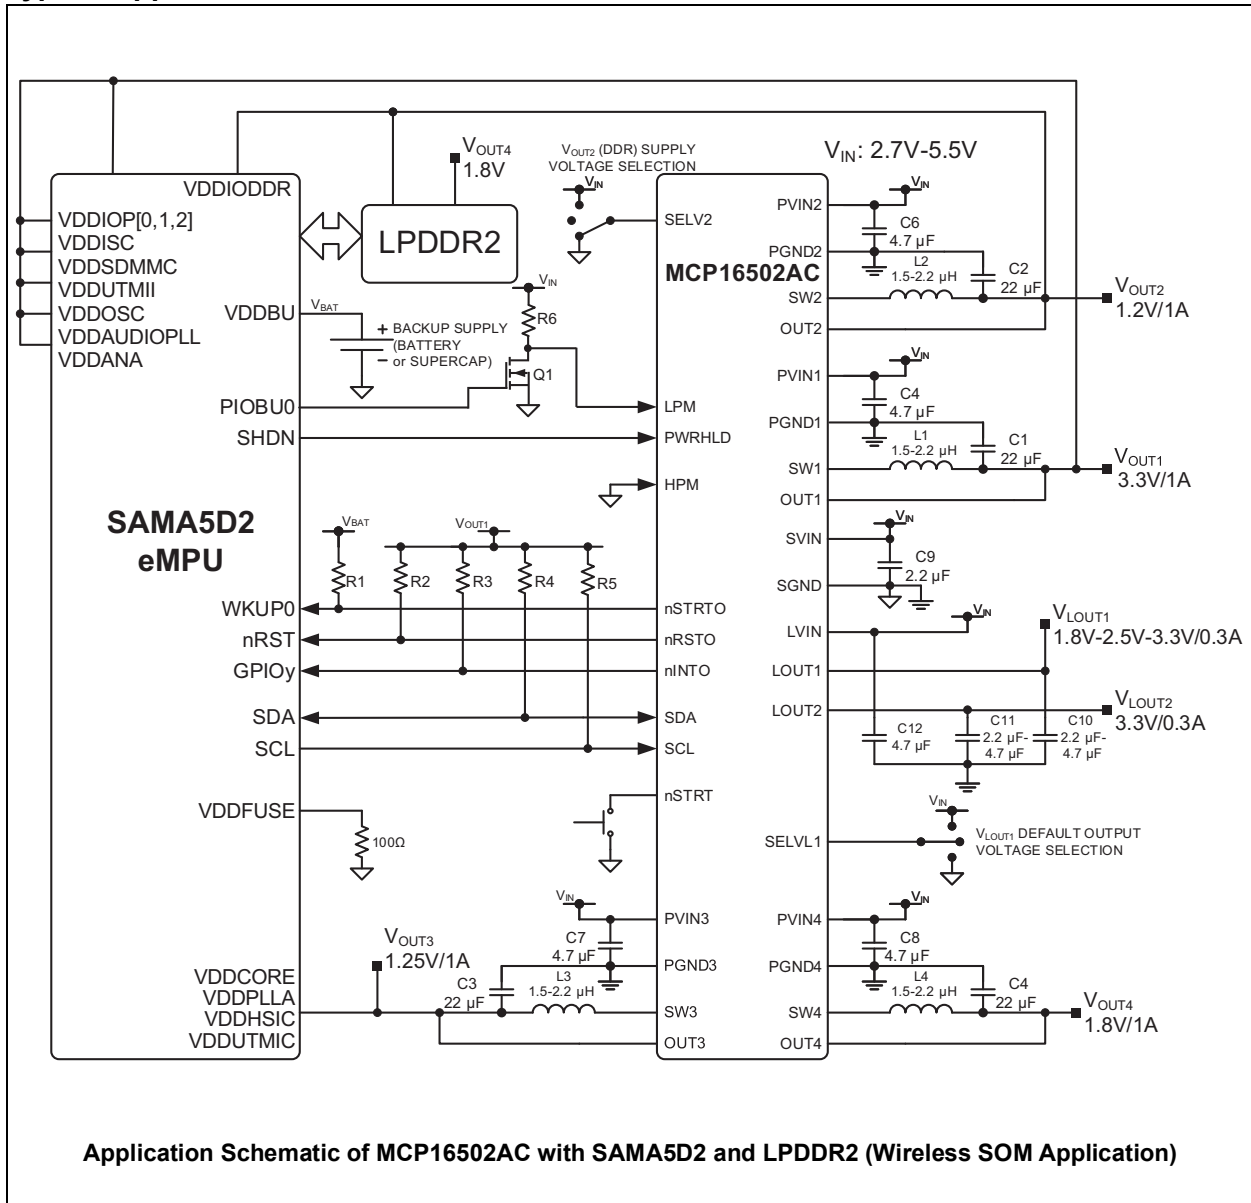 VOUT4
1.8V
VOUT2 (DDR) SUPPLY
VOLTAGE SELECTION
VIN
VIN: 2.7V-5.5V
VDDIODDR
VDDIOP[0,1,2]
VDDISC
VDDSDMMC
VDDUTMII
VDDOSC
VDDAUDIOPLL
VDDANA
LPDDR2
VDDBU
VBAT
+ BACKUP SUPPLY
(BATTERY
– or SUPERCAP)
VIN
R6
Q1
PIOBU0
SHDN
SAMA5D2
eMPU
VBAT
VOUT1
R1
R2
R3
R4
R5
WKUP0
nRST
GPIOy
SDA
SCL
VDDFUSE
100Ω
VDDCORE
VDDPLLA
VDDHSIC
VDDUTMIC
VOUT3
1.25V/1A
C3
22 µF
VIN
C7
4.7 µF
L3
1.5-2.2 µH
MCP16502AC
SELV2
LPM
PWRHLD
HPM
nSTRTO
nRSTO
nINTO
SDA
SCL
nSTRT
PVIN3
PGND3
SW3
OUT3
PVIN2
PGND2
SW2
OUT2
PVIN1
PGND1
SW1
OUT1
SVIN
SGND
LVIN
LOUT1
LOUT2
SELVL1
PVIN4
PGND4
SW4
OUT4
VIN
C6
4.7 µF
L2
1.5-2.2 µH
C2
22 µF
VOUT2
1.2V/1A
VIN
C4
4.7 µF
L1
1.5-2.2 µH
C1
22 µF
VOUT1
3.3V/1A
VIN
C9
2.2 µF
VIN
VLOUT1
1.8V-2.5V-3.3V/0.3A
VLOUT2
3.3V/0.3A
C12
4.7 µF
C11
2.2 µF-
4.7 µF
C10
2.2 µF-
4.7 µF
VIN
VLOUT1 DEFAULT OUTPUT
VOLTAGE SELECTION
VIN
C8
4.7 µF
L4
1.5-2.2 µH
C4
22 µF
VOUT4
1.8V/1A
Application Schematic of MCP16502AC with SAMA5D2 and LPDDR2 (Wireless SOM Application)